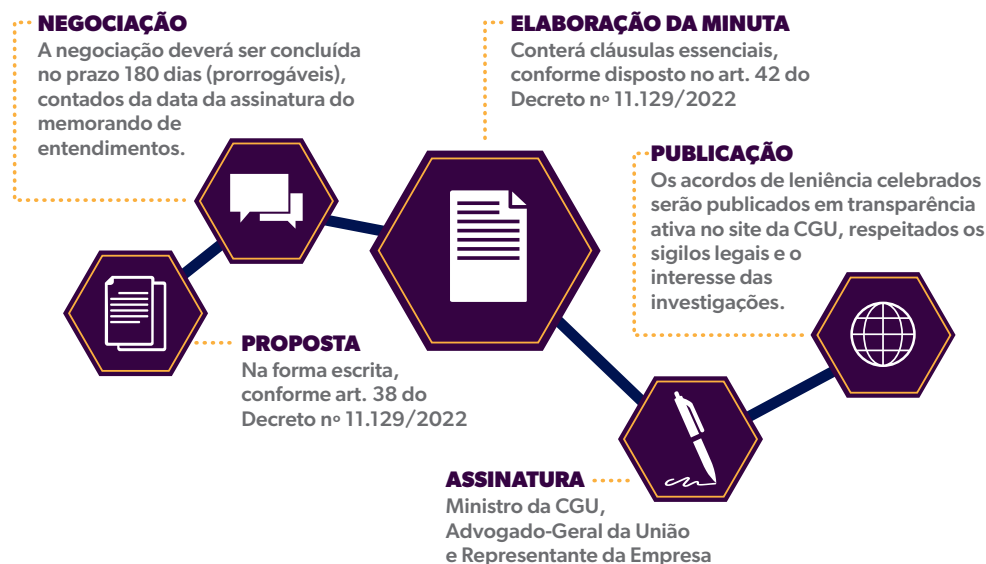 NEGOCIAÇÃO
A negociação deverá ser concluída
no prazo 180 dias (prorrogáveis),
contados da data da assinatura do
memorando de
entendimentos.
ELABORAÇÃO DA MINUTA
Conterá cláusulas essenciais,
conforme disposto no art. 42 do
Decreto nº 11.129/2022
PUBLICAÇÃO
Os acordos de leniência celebrados
serão publicados em transparência
ativa no site da CGU, respeitados os
sigilos legais e o
interesse das
investigações.
PROPOSTA
Na forma escrita,
conforme art. 38 do
Decreto nº 11.129/2022
ASSINATURA
Ministro da CGU,
Advogado-Geral da União
e Representante da Empresa